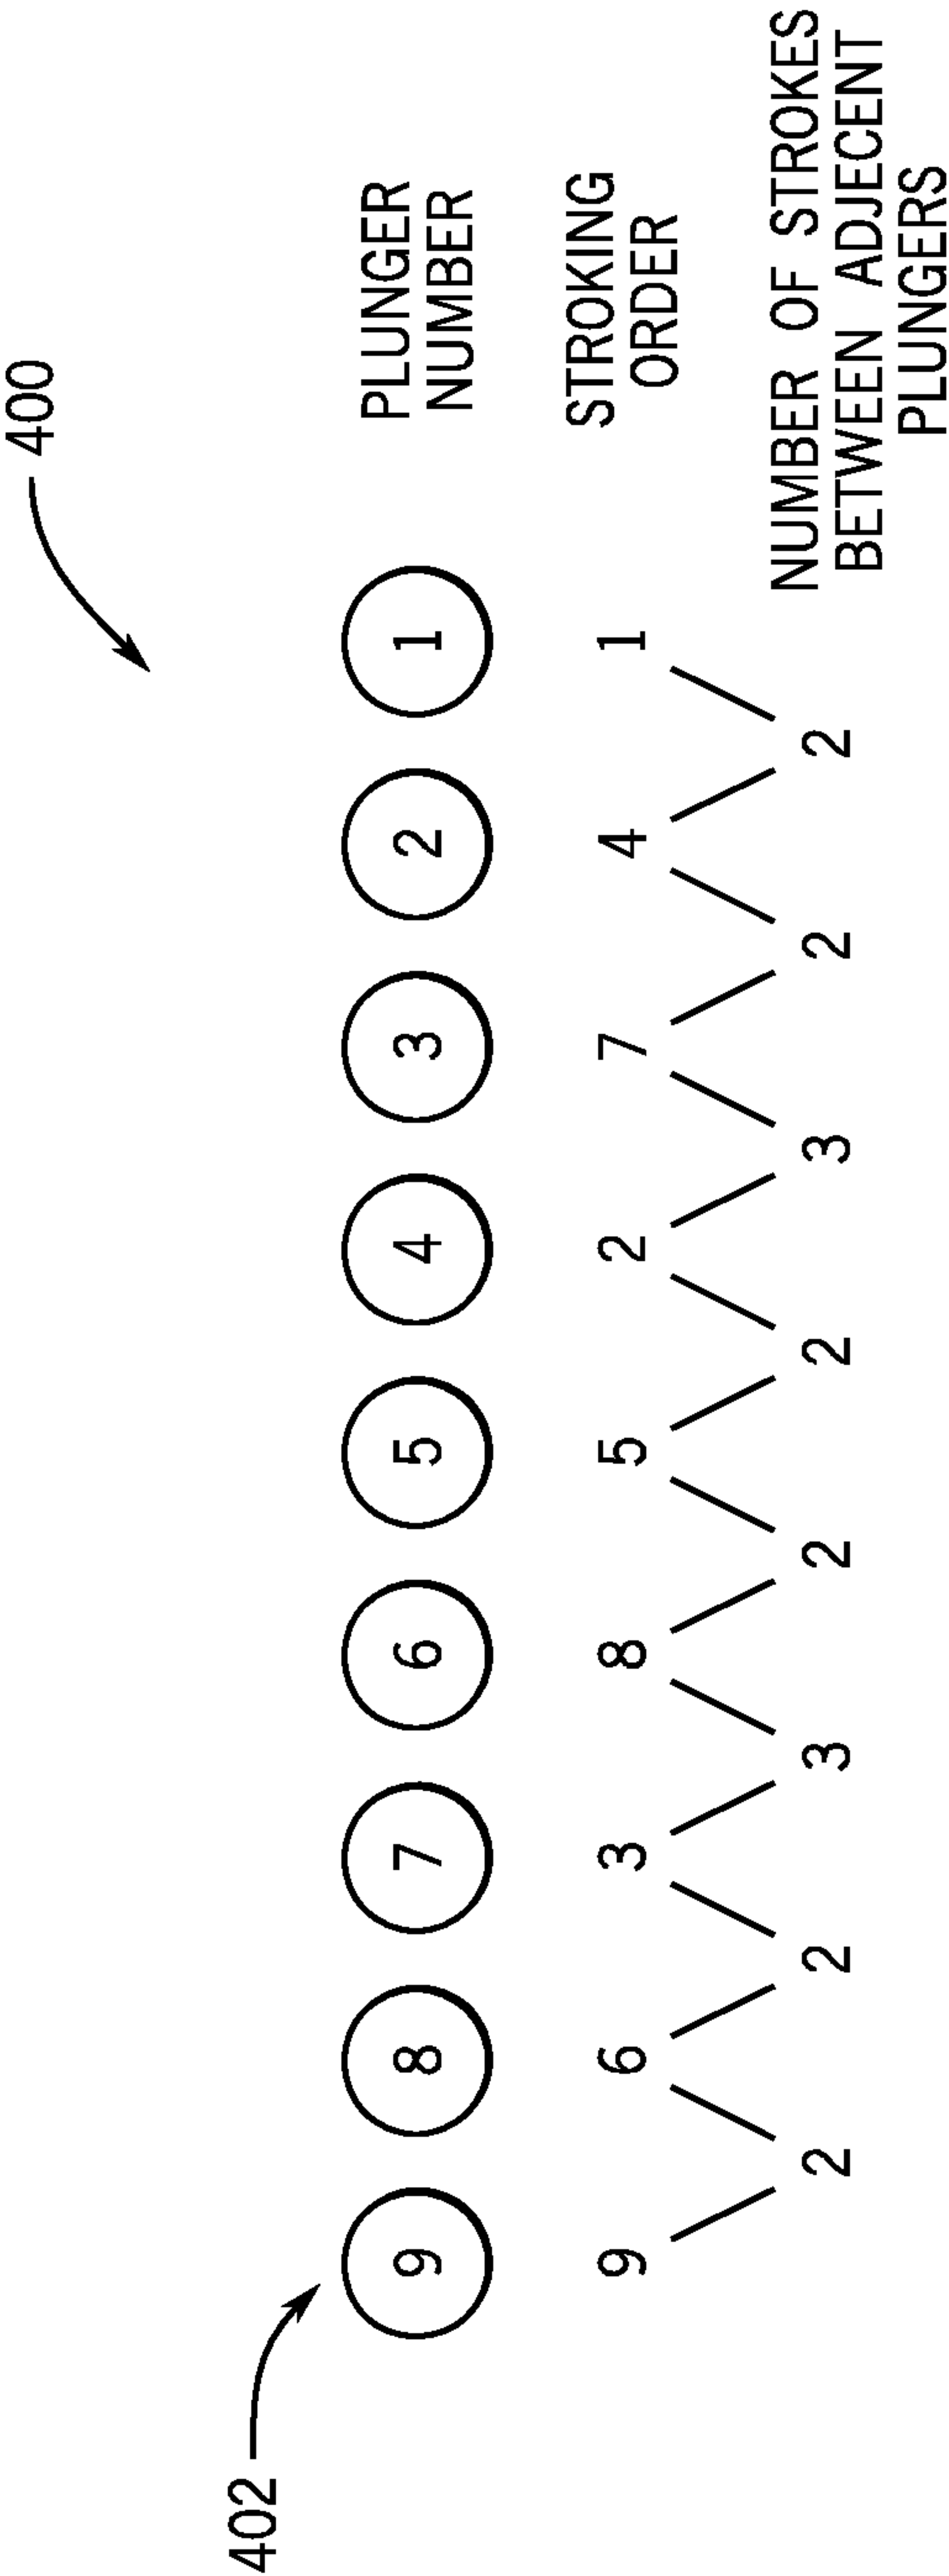 400
402
9 8 7 6 5 4 3 2 1 PLUNGER
NUMBER
9 6 3 8 5 2 7 4 1 STROKING
ORDER
2 2 3 2 2 3 2 2 NUMBER OF STROKES
BETWEEN ADJECENT
PLUNGERS